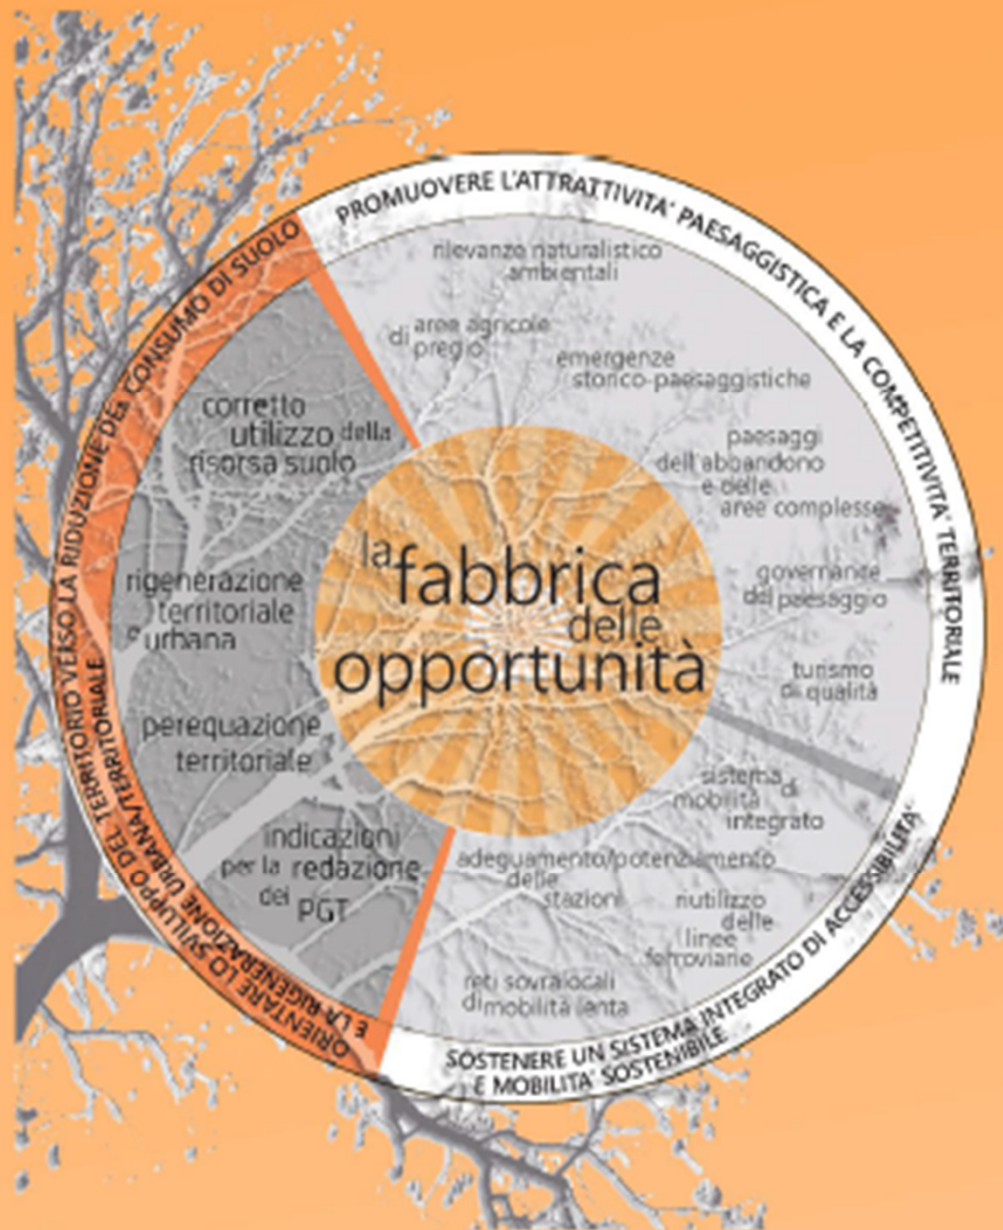 PROMUOVERE L'ATTRATTIVITA' PAESAGGISTICA E LA COMPETITIVITA' TERRITORIALE
rilevanze naturalistico
ambientali
di aree agricole
pregio
emergenze
storico-paesaggistiche
paesaggi
dell'abbandono
e delle
aree complesse
governance
del paesaggio
turismo
di qualità
SOSTENERE UN SISTEMA INTEGRATO DI ACCESSIBILITA'
E MOBILITA' SOSTENIBILE
sistema di
mobilità
integrato
adeguamento/potenziamento
delle
stazioni
riutilizzo
delle
linee
ferroviarie
reti sovralocali
di mobilità lenta
ORIENTARE LO SVILUPPO DEL TERRITORIO VERSO LA RIDUZIONE DEL CONSUMO DI SUOLO
E LA RIGENERAZIONE URBANA/TERRITORIALE
corretto
utilizzo della
risorsa suolo
rigenerazione
territoriale
e urbana
perequazione
territoriale
indicazioni
per la redazione
dei PGT
la fabbrica
delle
opportunità